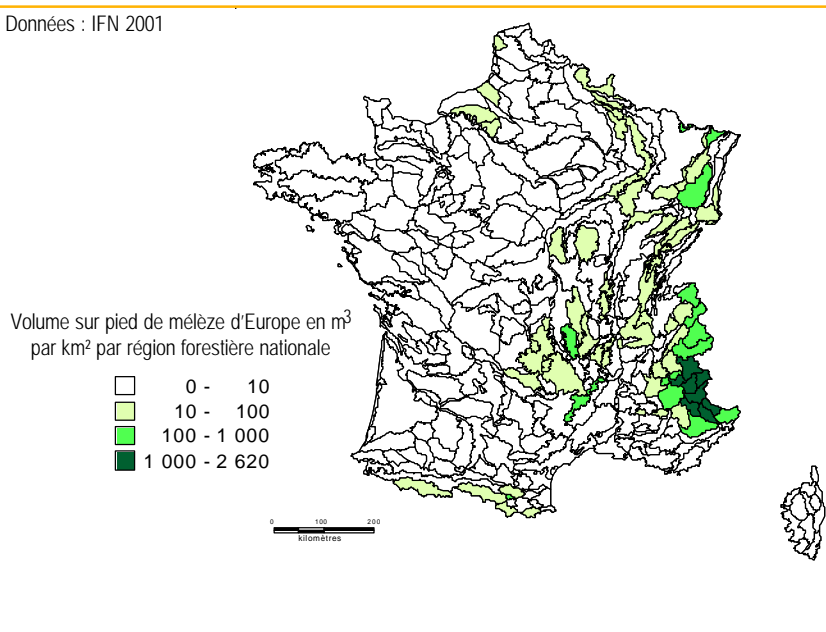 Données : IFN 2001
Volume sur pied de mélèze d'Europe en m³
par km² par région forestière nationale
0 - 10
10 - 100
100 - 1 000
1 000 - 2 620
0 100 200
kilomètres